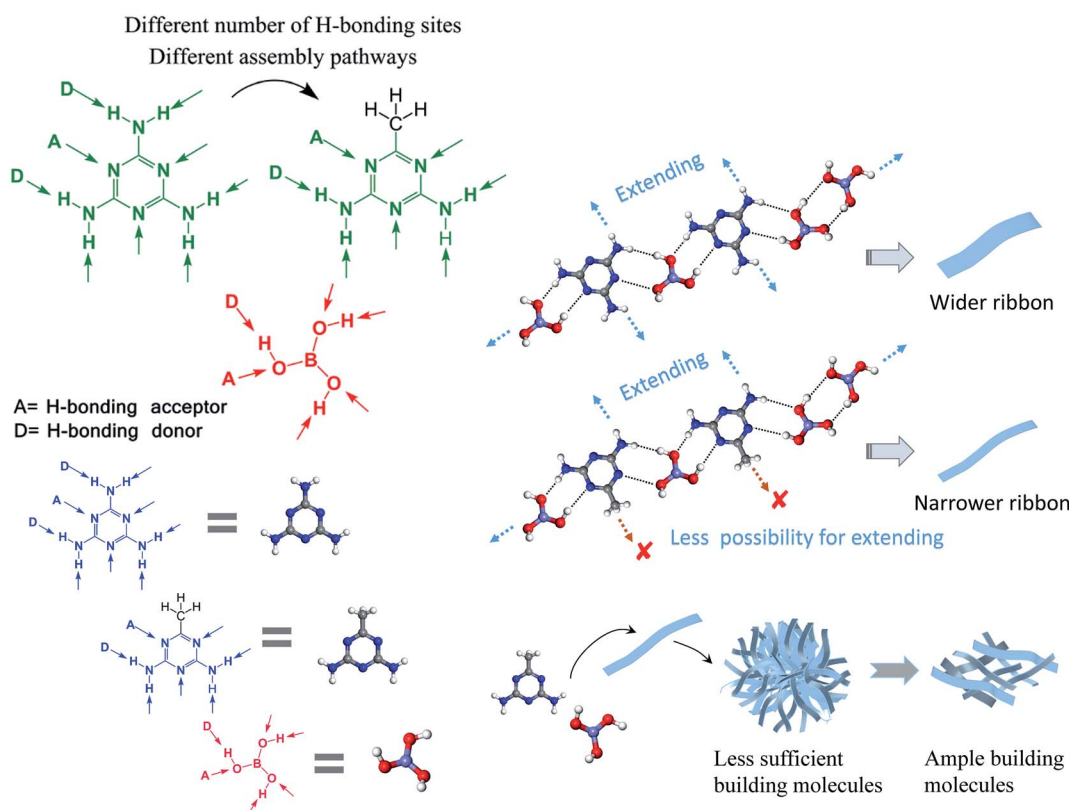 Different number of H-bonding sites
Different assembly pathways
D
H
N
H
A
N
N
D
H
N
N
N
H
H
H
H
H
H
C
A
N
N
D
H
N
N
N
H
H
H
D
H
O
H
B
O
A
O
H
A= H-bonding acceptor
D= H-bonding donor
Extending
Wider ribbon
Extending
Less possibility for extending
Narrower ribbon
D
H
N
H
A
N
N
D
H
N
N
N
H
H
H
=
H
H
H
C
A
N
N
D
H
N
N
N
H
H
H
=
D
H
O
H
B
A
O
O
H
=
Less sufficient
building molecules
Ample building
molecules